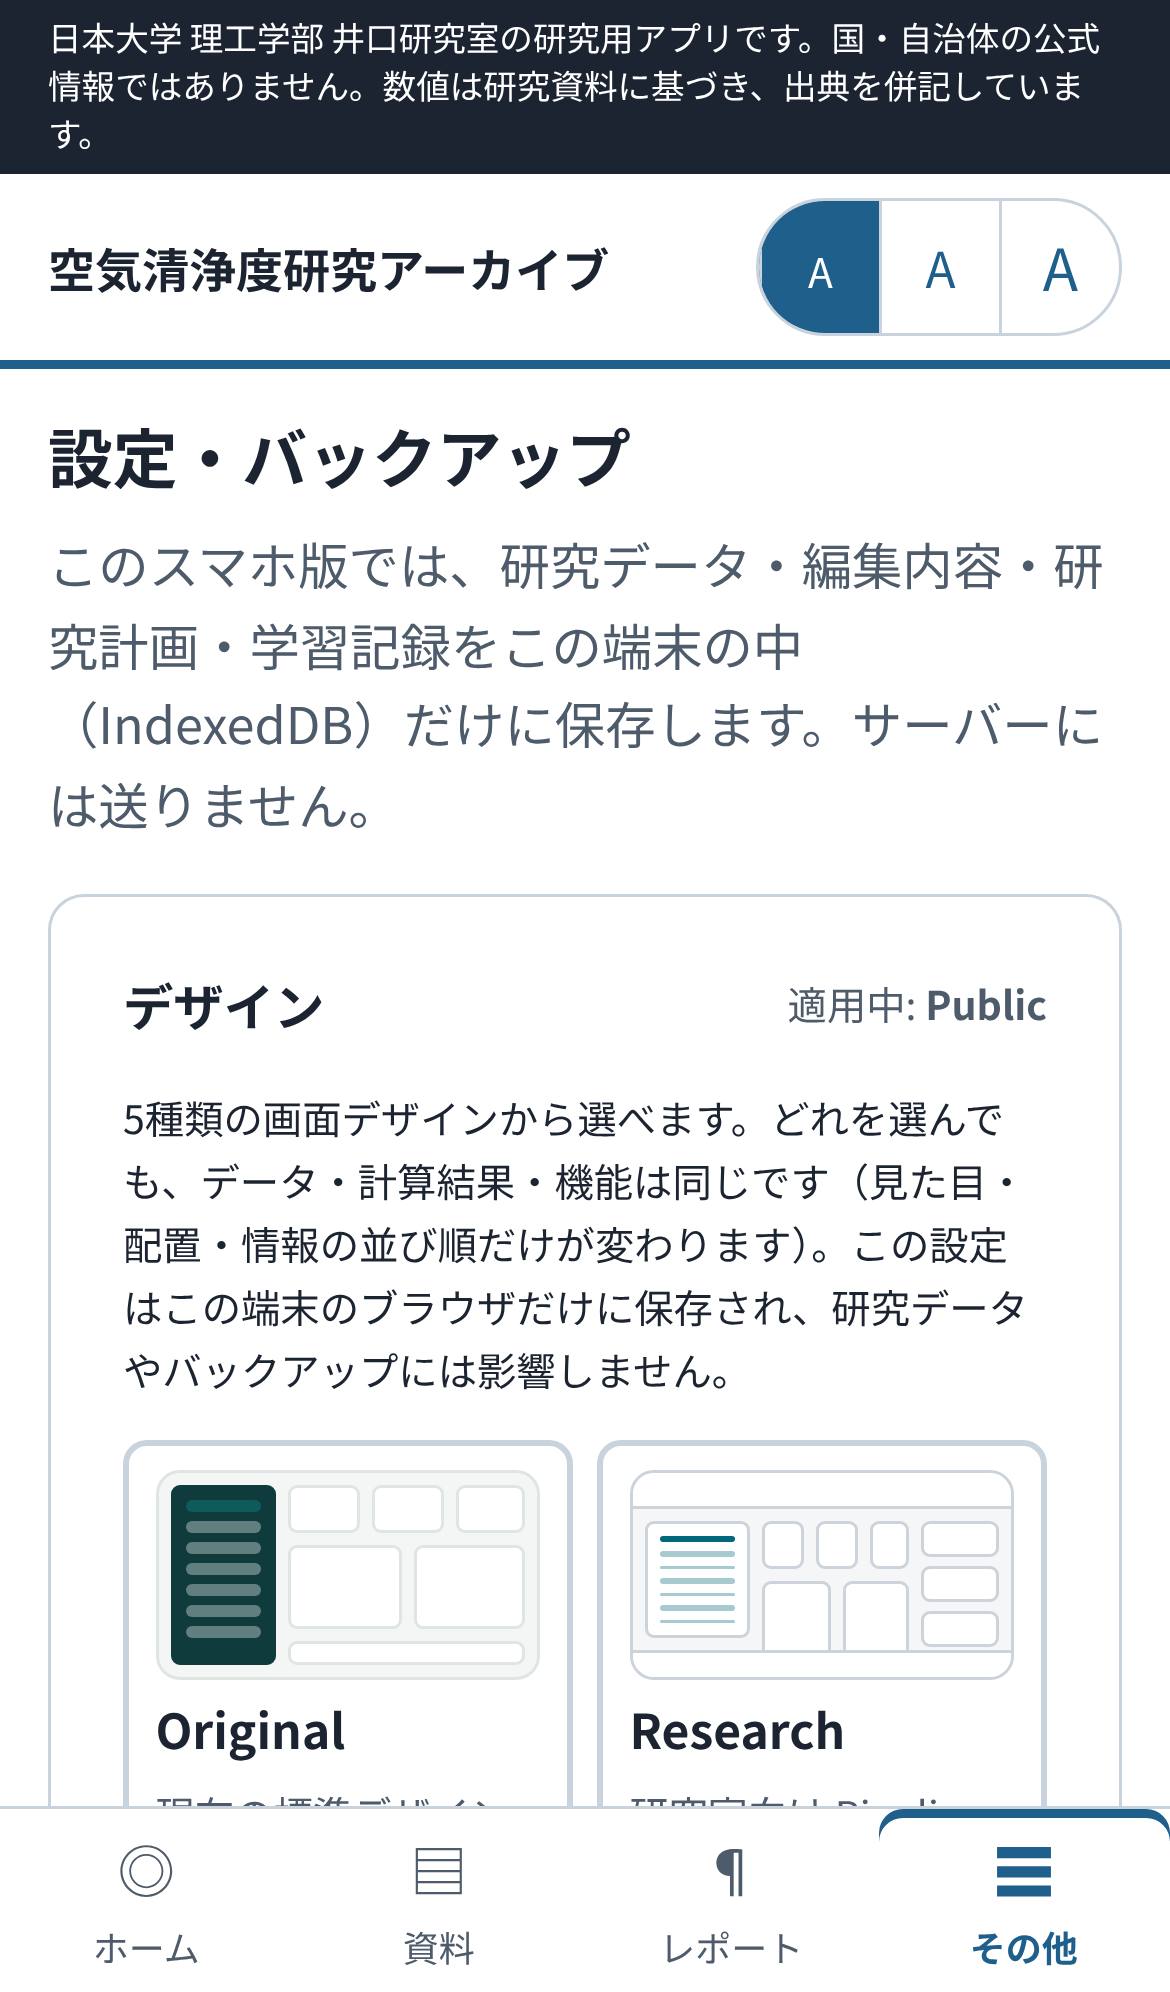 日本大学 理工学部 井口研究室の研究用アプリです。国・自治体の公式
情報ではありません。数値は研究資料に基づき、出典を併記していま
す。
空気清浄度研究アーカイブ
A A A
設定・バックアップ
このスマホ版では、研究データ・編集内容・研
究計画・学習記録をこの端末の中
（IndexedDB）だけに保存します。サーバーに
は送りません。
デザイン
適用中: Public
5種類の画面デザインから選べます。どれを選んで
も、データ・計算結果・機能は同じです（見た目・
配置・情報の並び順だけが変わります）。この設定
はこの端末のブラウザだけに保存され、研究データ
やバックアップには影響しません。
Original
Research
ホーム
資料
レポート
その他